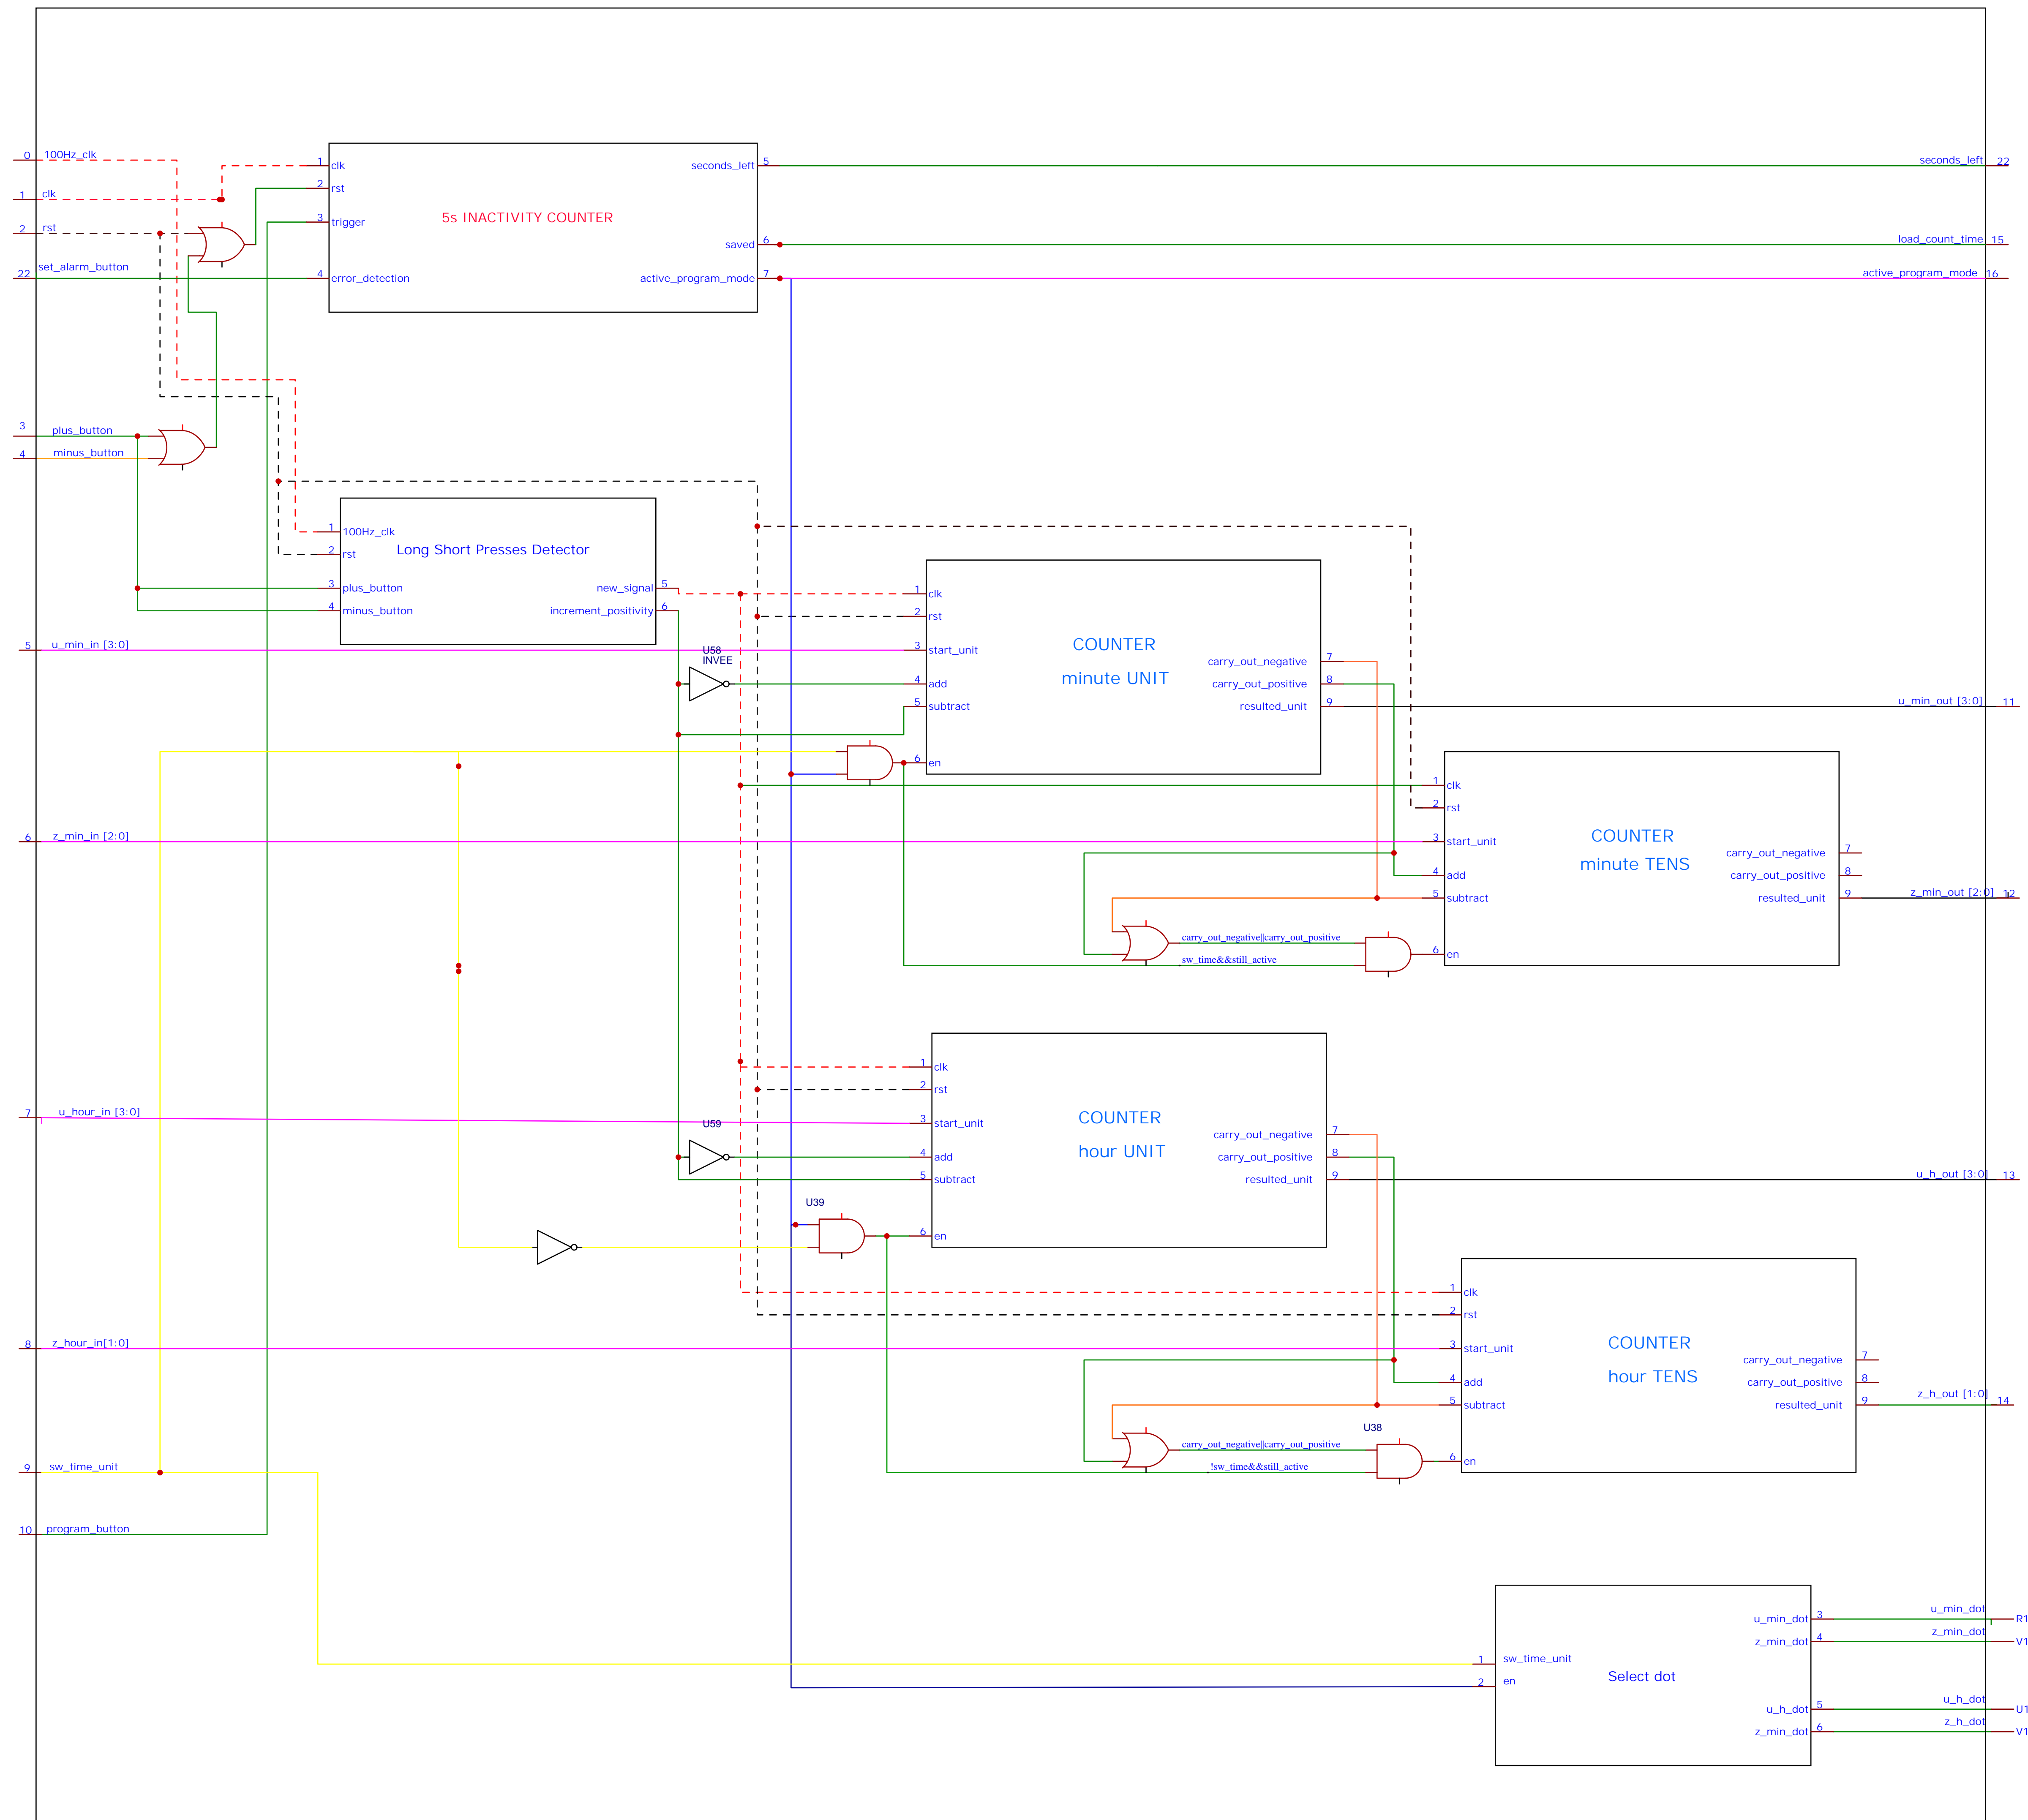 0 100Hz_clk
1 clk
2 rst
22 set_alarm_button
1 clk
2 rst
3 trigger
4 error_detection
5s INACTIVITY COUNTER
seconds_left 5
saved 6
active_program_mode 7
seconds_left 22
load_count_time 15
active_program_mode 16
3 plus_button
4 minus_button
1 100Hz_clk
2 rst
Long Short Presses Detector
3 plus_button
4 minus_button
new_signal 5
increment_positivity 6
5 u_min_in [3:0]
U58
INVEE
1 clk
2 rst
3 start_unit
4 add
5 subtract
6 en
COUNTER
minute UNIT
carry_out_negative 7
carry_out_positive 8
resulted_unit 9
u_min_out [3:0] 11
6 z_min_in [2:0]
1 clk
2 rst
3 start_unit
4 add
5 subtract
6 en
COUNTER
minute TENS
carry_out_negative 7
carry_out_positive 8
resulted_unit 9
z_min_out [2:0] 12
carry_out_negative||carry_out_positive
sw_time&&still_active
7 u_hour_in [3:0]
U59
1 clk
2 rst
3 start_unit
4 add
5 subtract
6 en
COUNTER
hour UNIT
carry_out_negative 7
carry_out_positive 8
resulted_unit 9
u_h_out [3:0] 13
U39
8 z_hour_in[1:0]
1 clk
2 rst
3 start_unit
4 add
5 subtract
6 en
COUNTER
hour TENS
carry_out_negative 7
carry_out_positive 8
resulted_unit 9
z_h_out [1:0] 14
U38
carry_out_negative||carry_out_positive
!sw_time&&still_active
9 sw_time_unit
10 program_button
1 sw_time_unit
2 en
Select dot
u_min_dot 3
z_min_dot 4
u_h_dot 5
z_min_dot 6
u_min_dot R1
z_min_dot V1
u_h_dot U1
z_h_dot V1